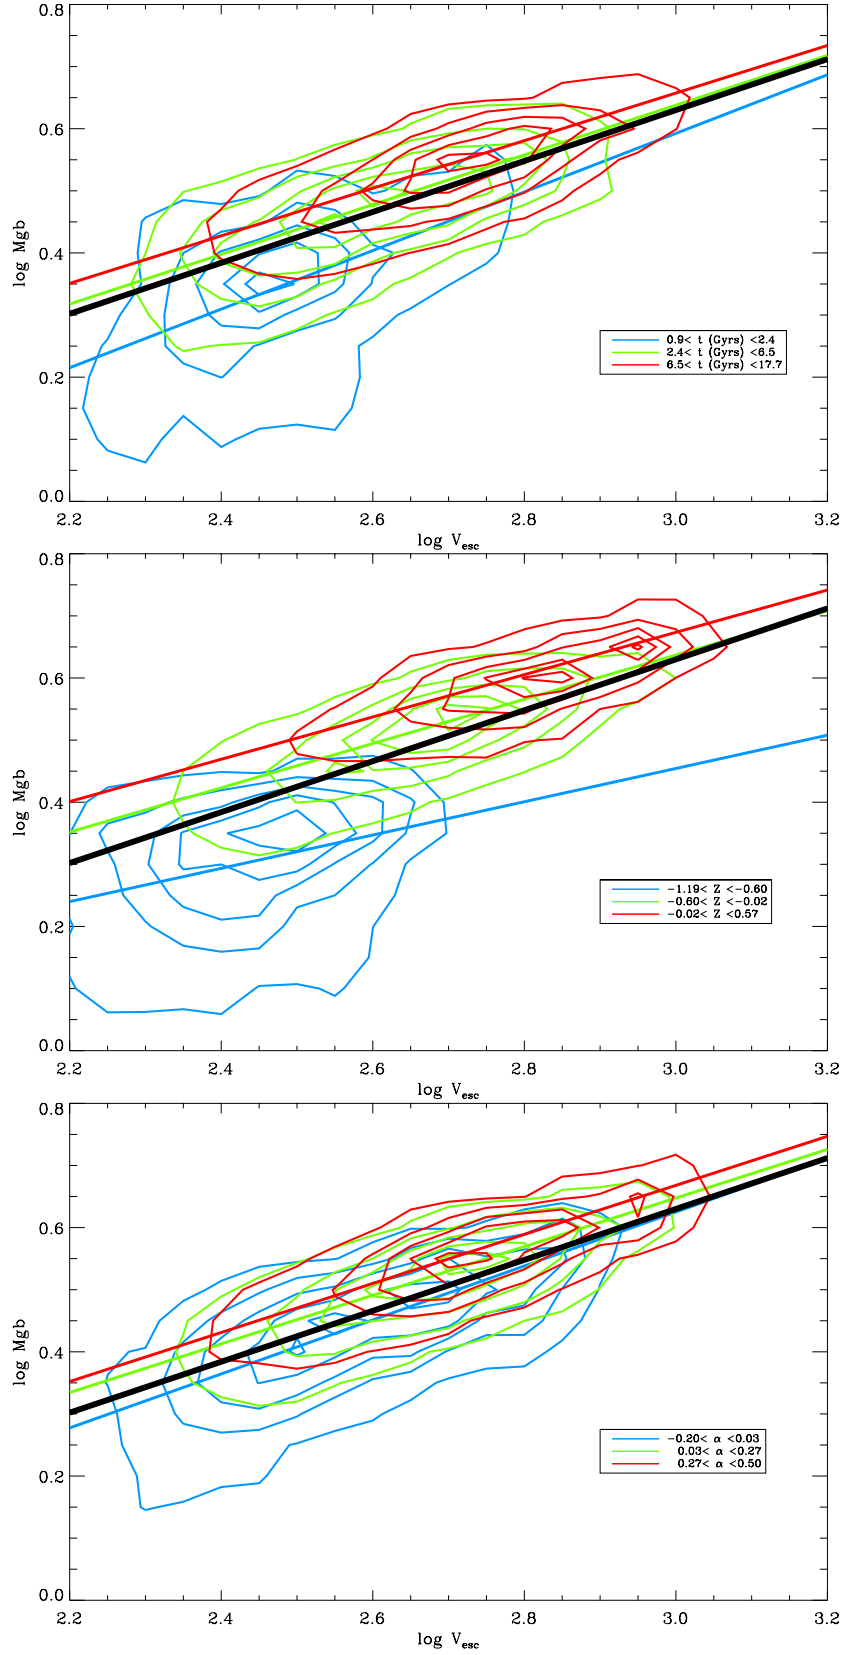 0.8
0.6
0.4
0.2
0.0
log Mgb
2.2 2.4 2.6 2.8 3.0 3.2
log Vesc
0.9< t (Gyrs) <2.4
2.4< t (Gyrs) <6.5
6.5< t (Gyrs) <17.7
0.8
0.6
0.4
0.2
0.0
log Mgb
2.2 2.4 2.6 2.8 3.0 3.2
log Vesc
-1.19< Z <-0.60
-0.60< Z <-0.02
-0.02< Z <0.57
0.8
0.6
0.4
0.2
0.0
log Mgb
2.2 2.4 2.6 2.8 3.0 3.2
log Vesc
-0.20< α <0.03
0.03< α <0.27
0.27< α <0.50